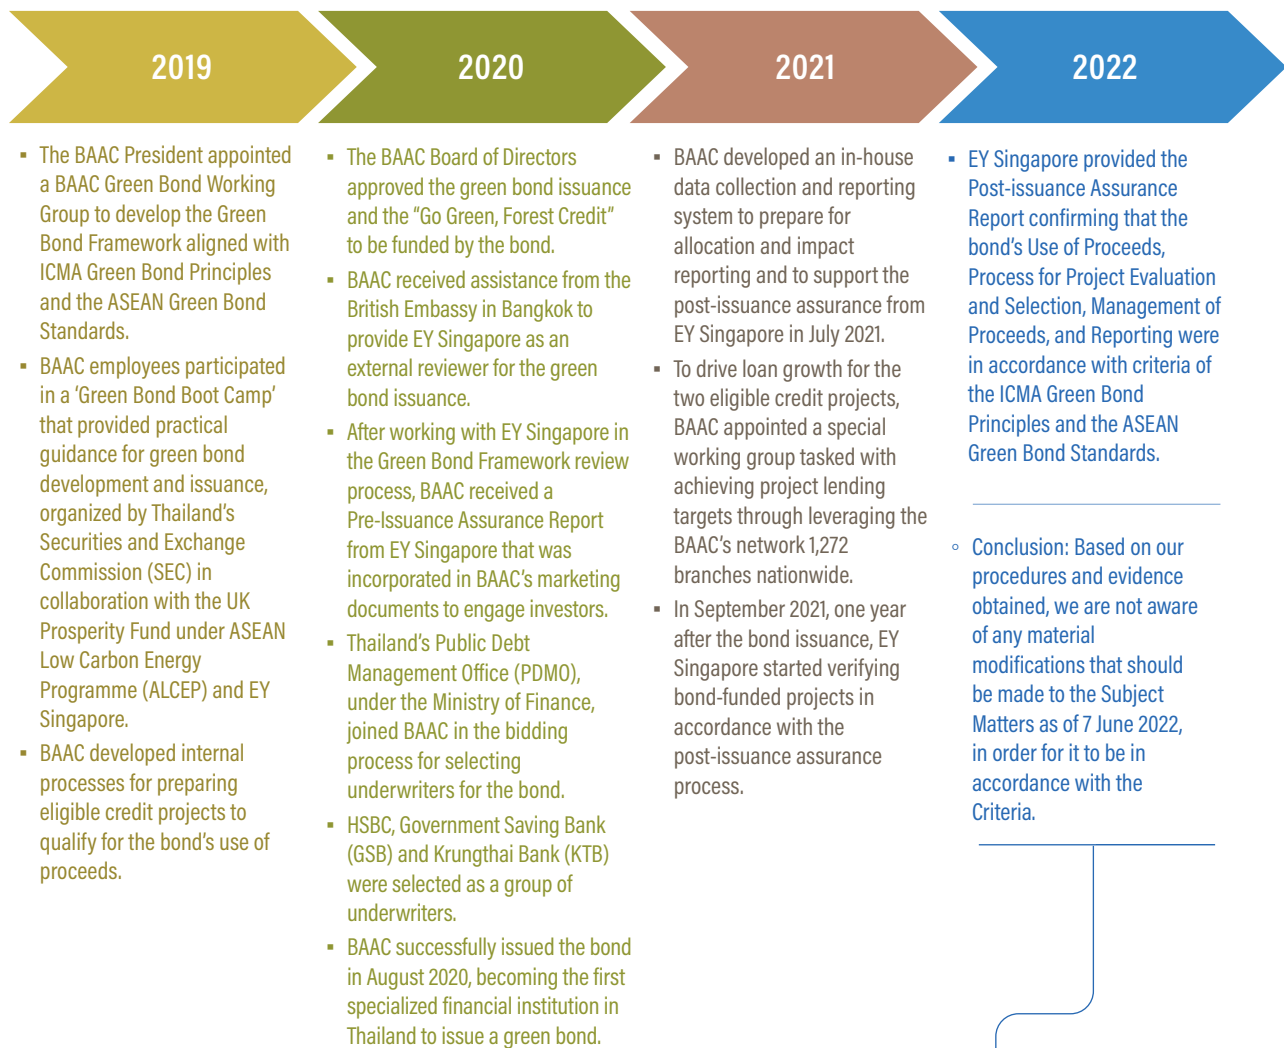 2019
2020
2021
2022
▪ The BAAC President appointed
a BAAC Green Bond Working
Group to develop the Green
Bond Framework aligned with
ICMA Green Bond Principles
and the ASEAN Green Bond
Standards.
▪ BAAC employees participated
in a ‘Green Bond Boot Camp’
that provided practical
guidance for green bond
development and issuance,
organized by Thailand’s
Securities and Exchange
Commission (SEC) in
collaboration with the UK
Prosperity Fund under ASEAN
Low Carbon Energy
Programme (ALCEP) and EY
Singapore.
▪ BAAC developed internal
processes for preparing
eligible credit projects to
qualify for the bond’s use of
proceeds.
▪ The BAAC Board of Directors
approved the green bond issuance
and the “Go Green, Forest Credit”
to be funded by the bond.
▪ BAAC received assistance from the
British Embassy in Bangkok to
provide EY Singapore as an
external reviewer for the green
bond issuance.
▪ After working with EY Singapore in
the Green Bond Framework review
process, BAAC received a
Pre-Issuance Assurance Report
from EY Singapore that was
incorporated in BAAC’s marketing
documents to engage investors.
▪ Thailand’s Public Debt
Management Office (PDMO),
under the Ministry of Finance,
joined BAAC in the bidding
process for selecting
underwriters for the bond.
▪ HSBC, Government Saving Bank
(GSB) and Krungthai Bank (KTB)
were selected as a group of
underwriters.
▪ BAAC successfully issued the bond
in August 2020, becoming the first
specialized financial institution in
Thailand to issue a green bond.
▪ BAAC developed an in-house
data collection and reporting
system to prepare for
allocation and impact
reporting and to support the
post-issuance assurance from
EY Singapore in July 2021.
▪ To drive loan growth for the
two eligible credit projects,
BAAC appointed a special
working group tasked with
achieving project lending
targets through leveraging the
BAAC’s network 1,272
branches nationwide.
▪ In September 2021, one year
after the bond issuance, EY
Singapore started verifying
bond-funded projects in
accordance with the
post-issuance assurance
process.
▪ EY Singapore provided the
Post-issuance Assurance
Report confirming that the
bond’s Use of Proceeds,
Process for Project Evaluation
and Selection, Management of
Proceeds, and Reporting were
in accordance with criteria of
the ICMA Green Bond
Principles and the ASEAN
Green Bond Standards.
◦ Conclusion: Based on our
procedures and evidence
obtained, we are not aware
of any material
modifications that should
be made to the Subject
Matters as of 7 June 2022,
in order for it to be in
accordance with the
Criteria.